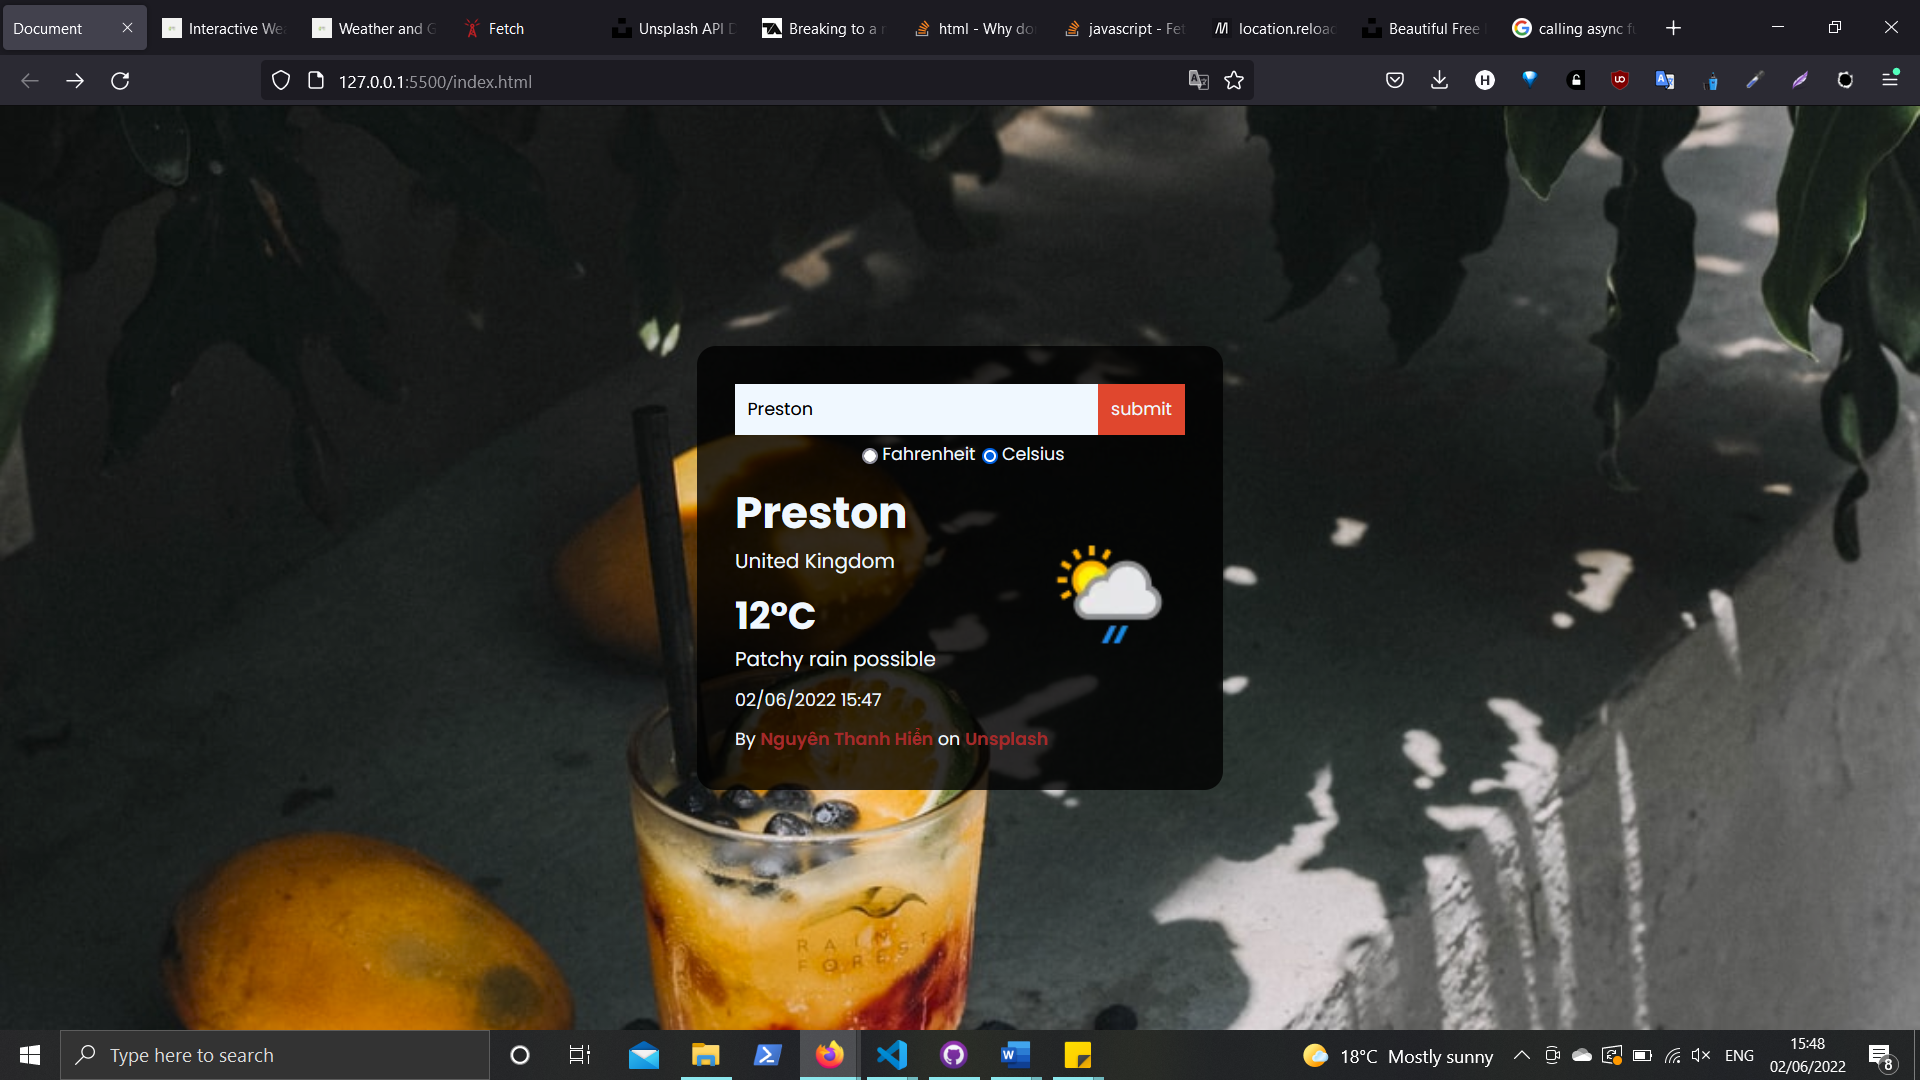 Document
Interactive Wea
Weather and G
Fetch
Unsplash API D
Breaking to a n
html - Why do
javascript - Fet
location.reload
Beautiful Free
calling async fu
127.0.0.1:5500/index.html
Preston
submit
Fahrenheit Celsius
Preston
United Kingdom
12°C
Patchy rain possible
02/06/2022 15:47
By Nguyên Thanh Hiển on Unsplash
RAIN
FOREST
Type here to search
18°C Mostly sunny
ENG
15:48
02/06/2022
8